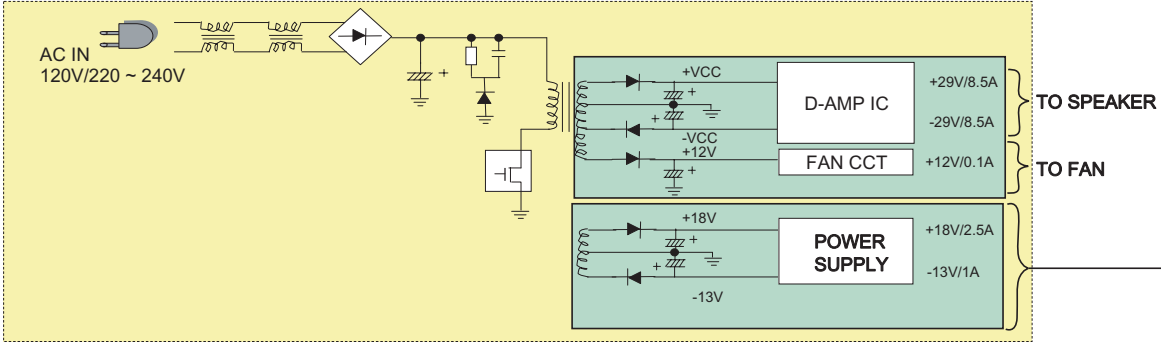 AC IN
120V/220 ~ 240V
+
+VCC
+
+
-VCC
+12V
+
D-AMP IC
FAN CCT
+29V/8.5A
-29V/8.5A
+12V/0.1A
TO SPEAKER
TO FAN
+18V
+
+
-13V
POWER
SUPPLY
+18V/2.5A
-13V/1A